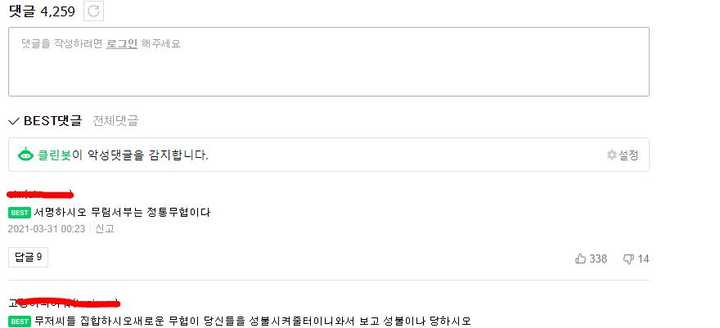 댓글 4,259
댓글을 작성하려면 로그인 해주세요
BEST댓글 전체댓글
클린봇이 악성댓글을 감지합니다. 설정
BEST 서명하시오 무림서부는 정통무협이다
2021-03-31 00:23 신고
답글 9 338 14
BEST 무저씨들 집합하시오새로운 무협이 당신들을 성불시켜줄터이니와서 보고 성불이나 당하시오